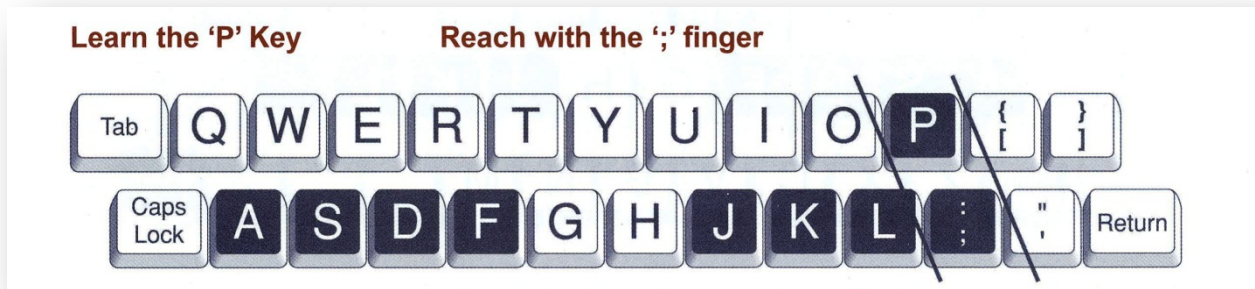 Learn the ‘P’ Key Reach with the ‘;’ finger
Tab Q W E R T Y U I O P { [ } ]
Caps Lock A S D F G H J K L : ; " ' Return